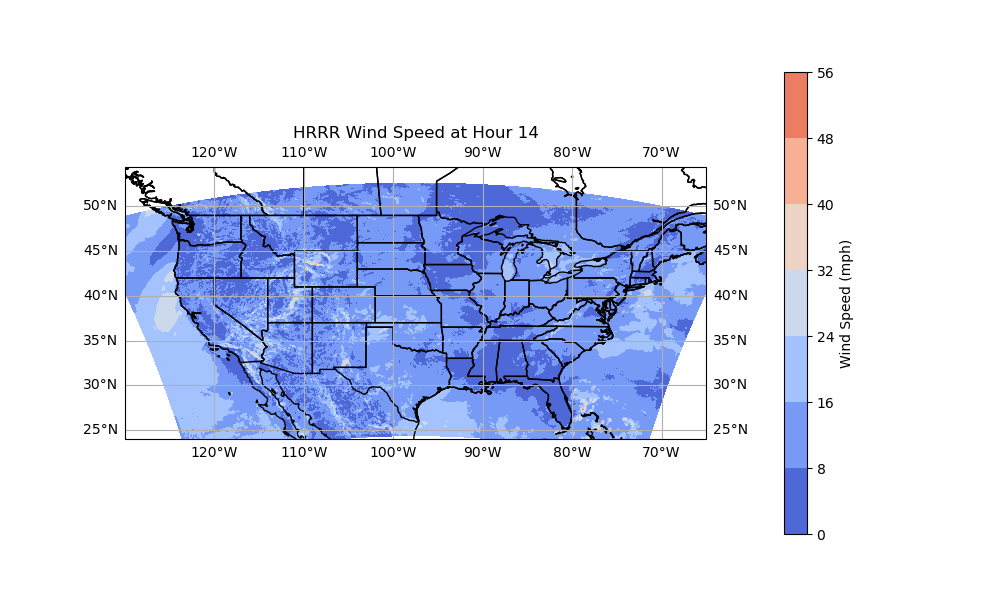 HRRR Wind Speed at Hour 14
120°W 110°W 100°W 90°W 80°W 70°W
50°N 50°N
45°N 45°N
40°N 40°N
35°N 35°N
30°N 30°N
25°N 25°N
120°W 110°W 100°W 90°W 80°W 70°W
56
48
40
32
24
16
8
0
Wind Speed (mph)